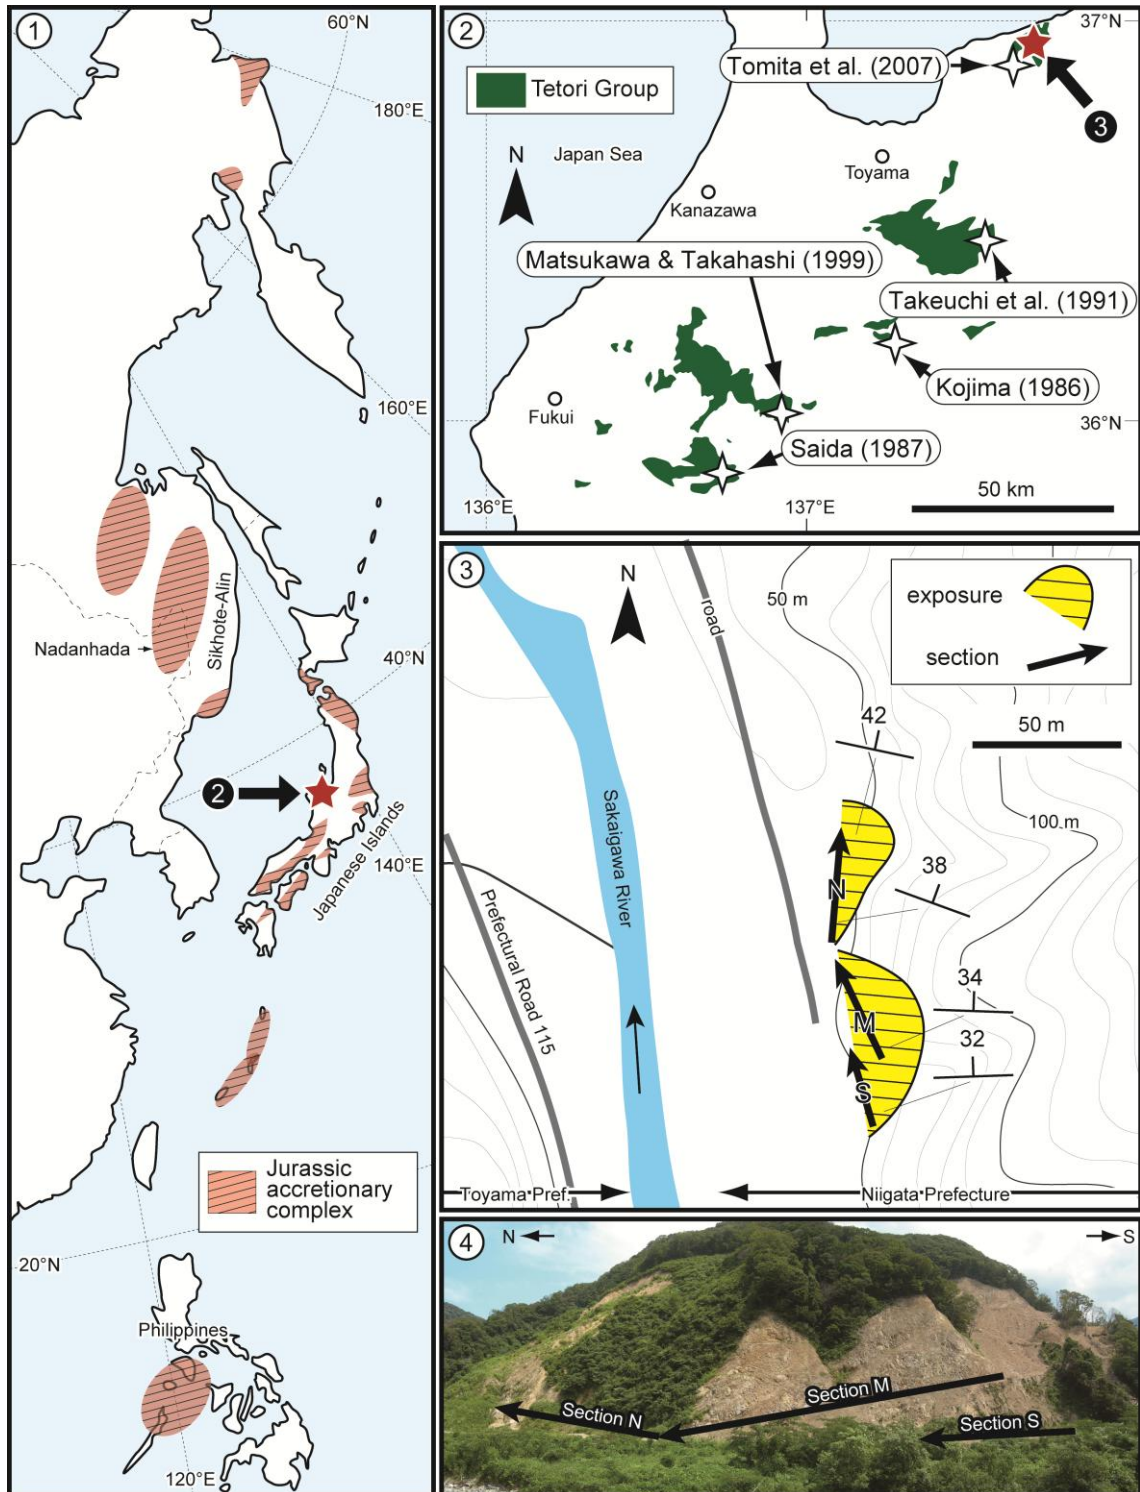 1
60°N
180°E
160°E
Nadanhada
Sikhote-Alin
40°N
2
Japanese Islands
140°E
Jurassic
accretionary
complex
20°N
Philippines
120°E
2
37°N
Tomita et al. (2007)
Tetori Group
3
N
Japan Sea
Toyama
Kanazawa
Matsukawa & Takahashi (1999)
Takeuchi et al. (1991)
Kojima (1986)
Fukui
36°N
Saida (1987)
50 km
136°E
137°E
3
N
road
50 m
exposure
section
50 m
42
Sakaigawa River
100 m
38
N
Prefectural Road 115
34
M
32
S
Toyama Pref.
Niigata Prefecture
4
N
S
Section M
Section N
Section S